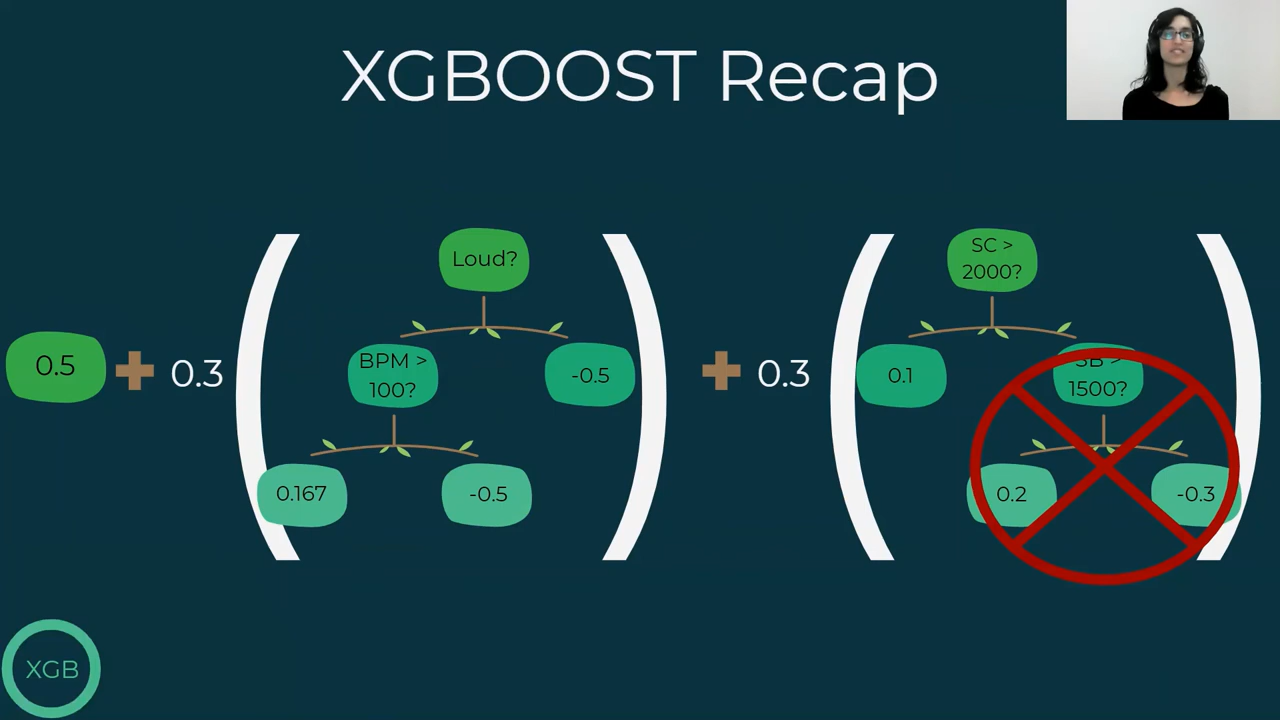 XGBOOST Recap
0.5
0.3
Loud?
BPM >
100?
-0.5
0.167
-0.5
0.3
SC >
2000?
0.1
SB >
1500?
0.2
-0.3
XGB